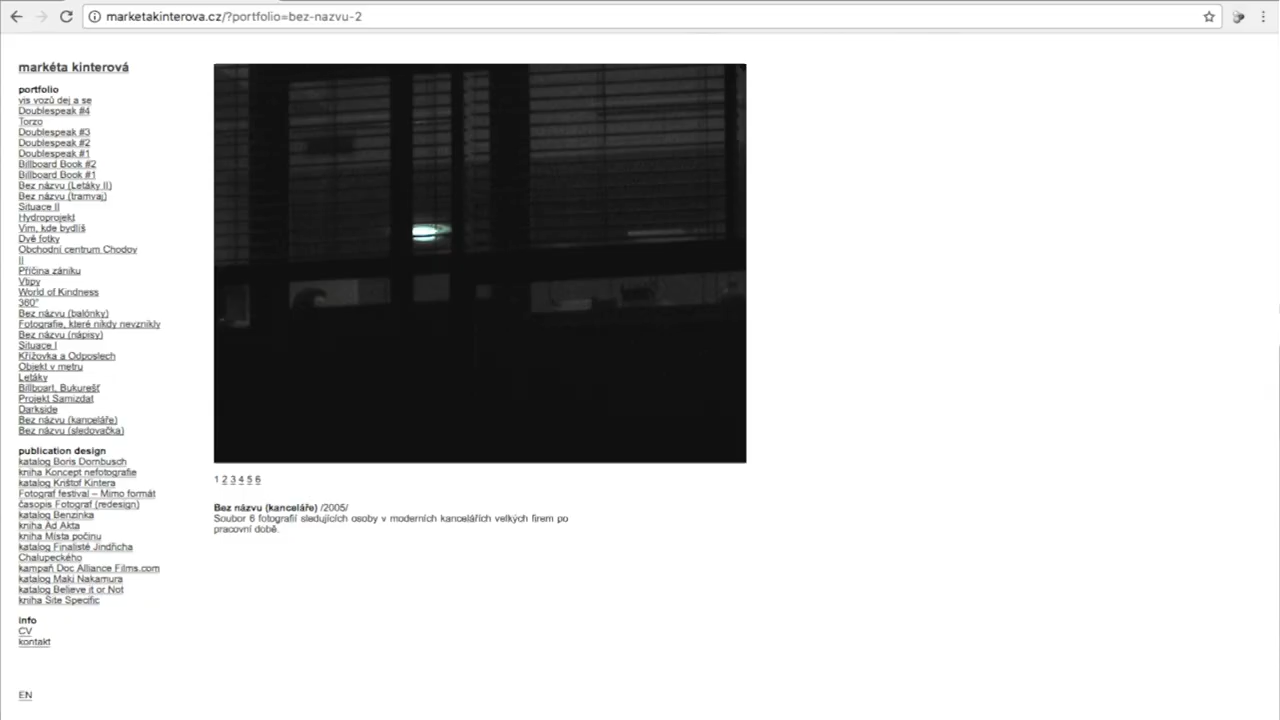 marketakinterova.cz/?portfolio=bez-nazvu-2
markéta kinterová
portfolio
vis vozů dej a se
Doublespeak #4
Torzo
Doublespeak #3
Doublespeak #2
Doublespeak #1
Billboard Book #2
Billboard Book #1
Bez názvu (Letáky II)
Bez názvu (tramvaj)
Situace II
Hydroprojekt
Vím, kde bydlíš
Dvě fotky
Obchodní centrum Chodov
II
Příčina zániku
Vtipy
World of Kindness
360°
Bez názvu (balónky)
Fotografie, které nikdy nevznikly
Bez názvu (nápisy)
Situace I
Křížovka a Odposlech
Objekt v metru
Letáky
Billboart, Bukurešť
Projekt Samizdat
Darkside
Bez názvu (kanceláře)
Bez názvu (sledovačka)
publication design
katalog Boris Dornbusch
kniha Koncept nefotografie
katalog Krištof Kintera
Fotograf festival – Mimo formát
časopis Fotograf (redesign)
katalog Benzinka
kniha Ad Akta
kniha Místa počinu
katalog Finalisté Jindřicha
Chalupeckého
kampaň Doc Alliance Films.com
katalog Maki Nakamura
katalog Believe it or Not
kniha Site Specific
info
CV
kontakt
EN
1 2 3 4 5 6
Bez názvu (kanceláře) /2005/
Soubor 6 fotografií sledujících osoby v moderních kancelářích velkých firem po
pracovní době.